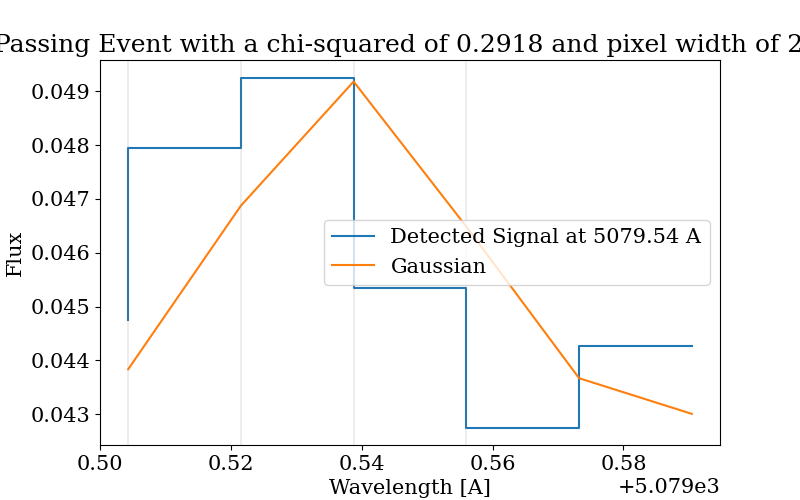 Passing Event with a chi-squared of 0.2918 and pixel width of 2
0.049
0.048
0.047
0.046
0.045
0.044
0.043
Flux
Detected Signal at 5079.54 A
Gaussian
0.50 0.52 0.54 0.56 0.58
Wavelength [A]
+5.079e3